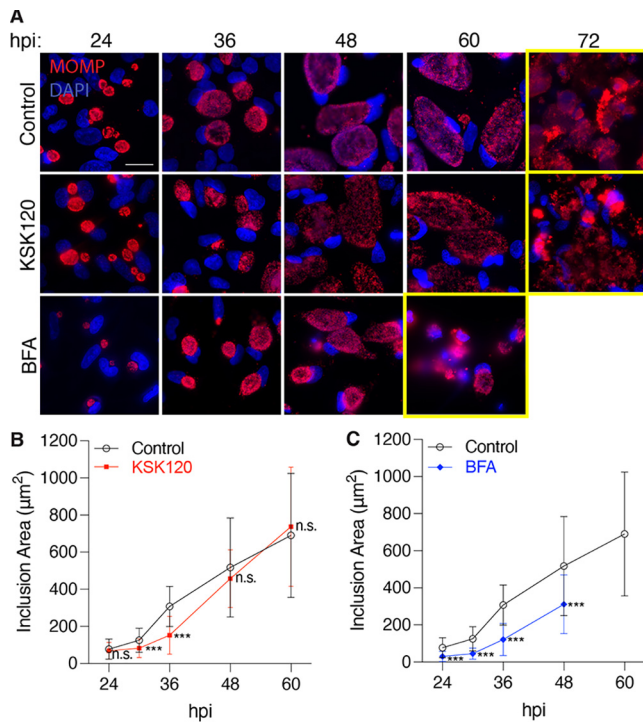 A
hpi: 24 36 48 60 72
MOMP
DAPI
Control
KSK120
BFA
B
Control
KSK120
Inclusion Area (µm²)
1200
1000
800
600
400
200
0
n.s.
***
***
n.s.
n.s.
24 36 48 60
hpi
C
Control
BFA
Inclusion Area (µm²)
1200
1000
800
600
400
200
0
***
***
***
***
24 36 48 60
hpi